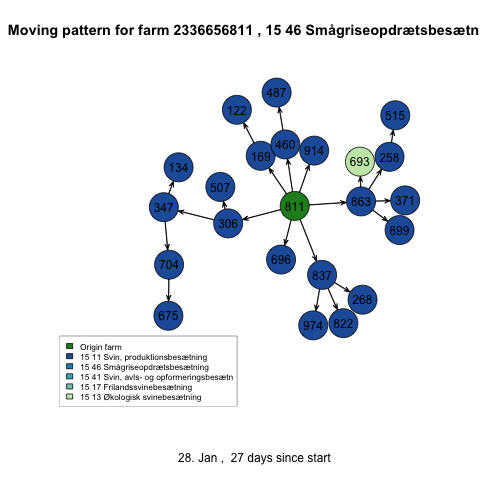 Moving pattern for farm 2336656811 , 15 46 Smågriseopdrætsbesætn
487
122
515
460
914
169
258
693
134
507
347
811
863
371
306
899
696
704
837
268
675
974
822
Origin farm
15 11 Svin, produktionsbesætning
15 46 Smågriseopdrætsbesætning
15 41 Svin, avls- og opformeringsbesætn
15 17 Frilandssvinebesætning
15 13 Økologisk svinebesætning
28. Jan , 27 days since start